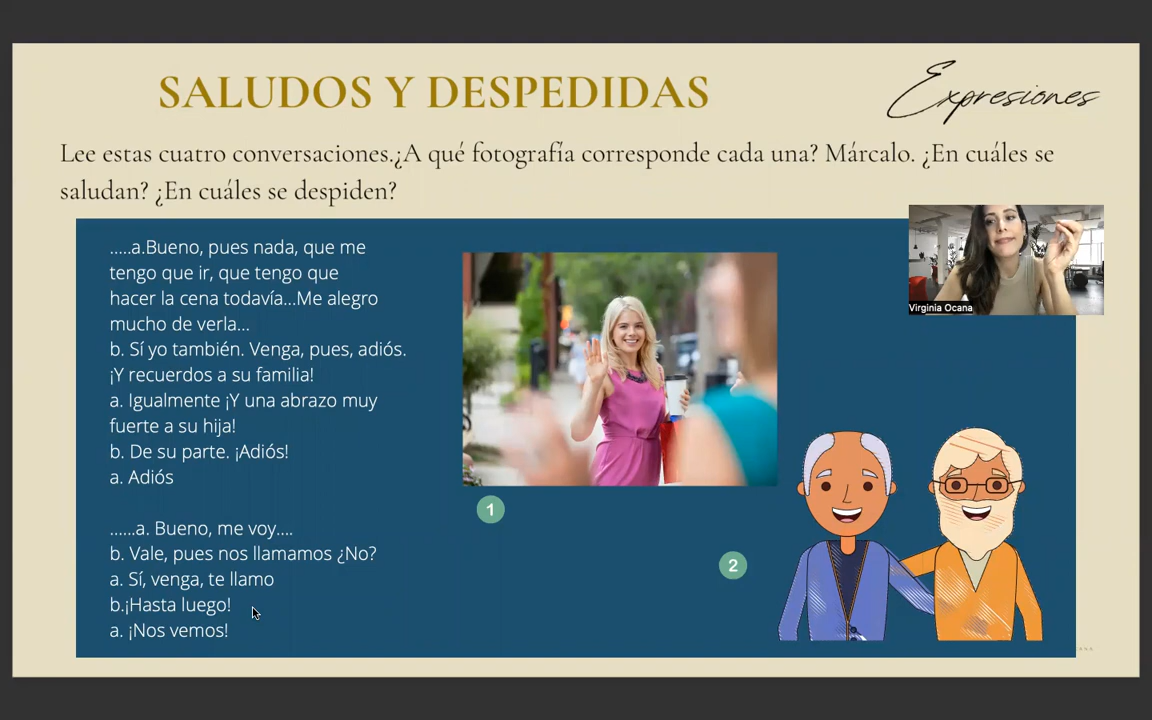 SALUDOS Y DESPEDIDAS
Expresiones
Lee estas cuatro conversaciones.¿A qué fotografía corresponde cada una? Márcalo. ¿En cuáles se
saludan? ¿En cuáles se despiden?
.....a.Bueno, pues nada, que me
tengo que ir, que tengo que
hacer la cena todavía...Me alegro
mucho de verla...
b. Sí yo también. Venga, pues, adiós.
¡Y recuerdos a su familia!
a. Igualmente ¡Y una abrazo muy
fuerte a su hija!
b. De su parte. ¡Adiós!
a. Adiós
......a. Bueno, me voy....
b. Vale, pues nos llamamos ¿No?
a. Sí, venga, te llamo
b.¡Hasta luego!
a. ¡Nos vemos!
1
2
Virginia Ocana